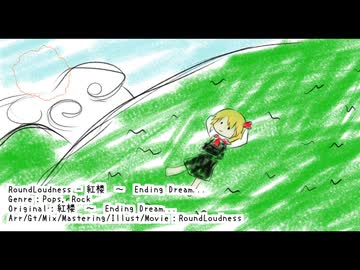 RoundLoudness - 紅楼　～　Ending Dream...
Genre：Pops, Rock
Original：紅楼　～　Ending Dream...
Arr/Gt/Mix/Mastering/Illust/Movie：RoundLoudness